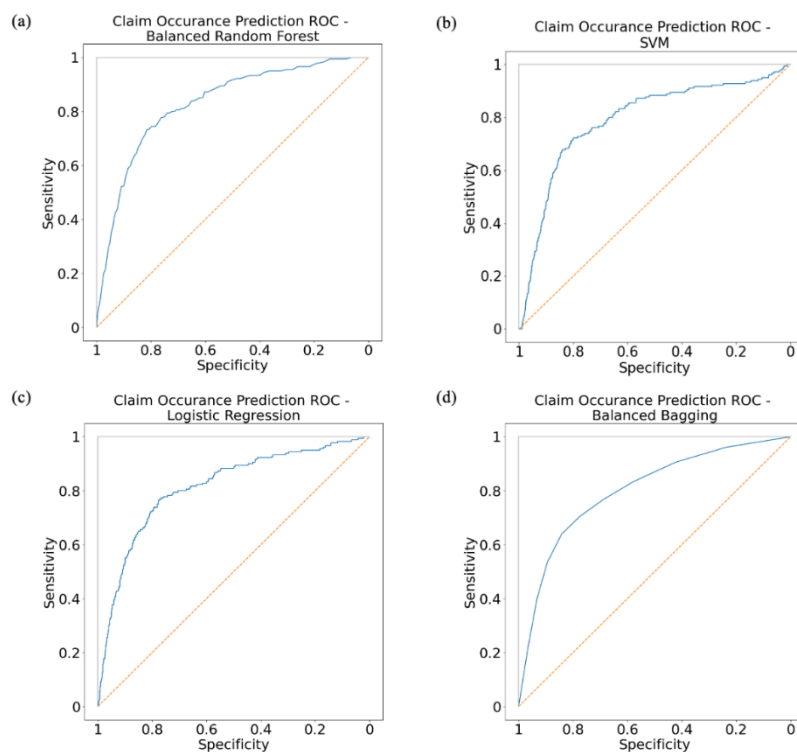 (a)
Claim Occurance Prediction ROC -
Balanced Random Forest
1
0.8
0.6
0.4
0.2
0
Sensitivity
1 0.8 0.6 0.4 0.2 0
Specificity
(b)
Claim Occurance Prediction ROC -
SVM
1
0.8
0.6
0.4
0.2
0
Sensitivity
1 0.8 0.6 0.4 0.2 0
Specificity
(c)
Claim Occurance Prediction ROC -
Logistic Regression
1
0.8
0.6
0.4
0.2
0
Sensitivity
1 0.8 0.6 0.4 0.2 0
Specificity
(d)
Claim Occurance Prediction ROC -
Balanced Bagging
1
0.8
0.6
0.4
0.2
0
Sensitivity
1 0.8 0.6 0.4 0.2 0
Specificity